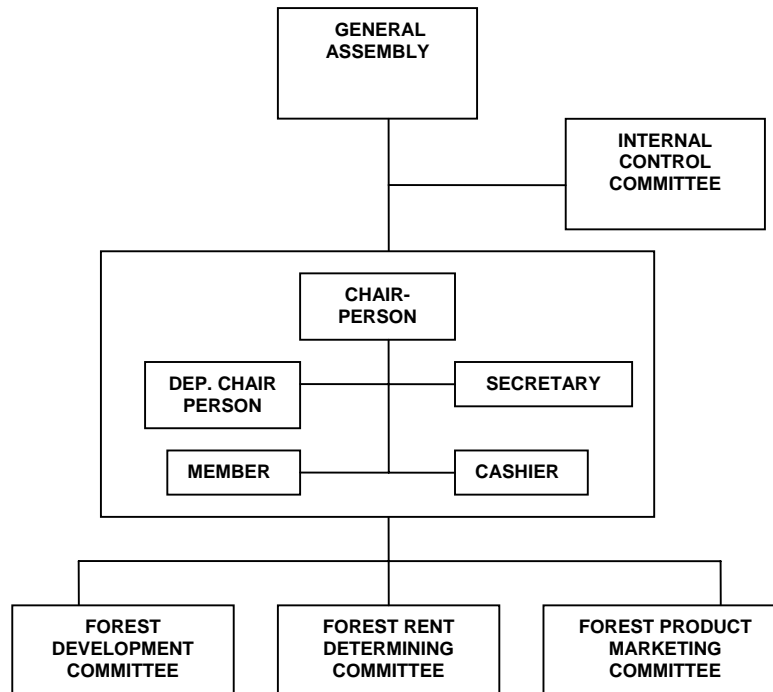 GENERAL
ASSEMBLY
INTERNAL
CONTROL
COMMITTEE
CHAIR-
PERSON
DEP. CHAIR
PERSON
SECRETARY
MEMBER
CASHIER
FOREST
DEVELOPMENT
COMMITTEE
FOREST RENT
DETERMINING
COMMITTEE
FOREST PRODUCT
MARKETING
COMMITTEE